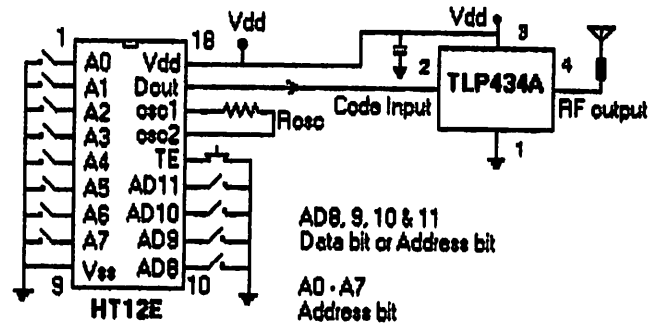 1
18
Vdd
Vdd
3
A0
Vdd
2
4
A1
Dout
TLP434A
A2
osc1
Code Input
RF output
Rosc
A3
osc2
1
A4
TE
A5
AD11
A6
AD10
AD8, 9, 10 & 11
A7
AD9
Data bit or Address bit
Vss
AD8
9
10
A0 - A7
HT12E
Address bit